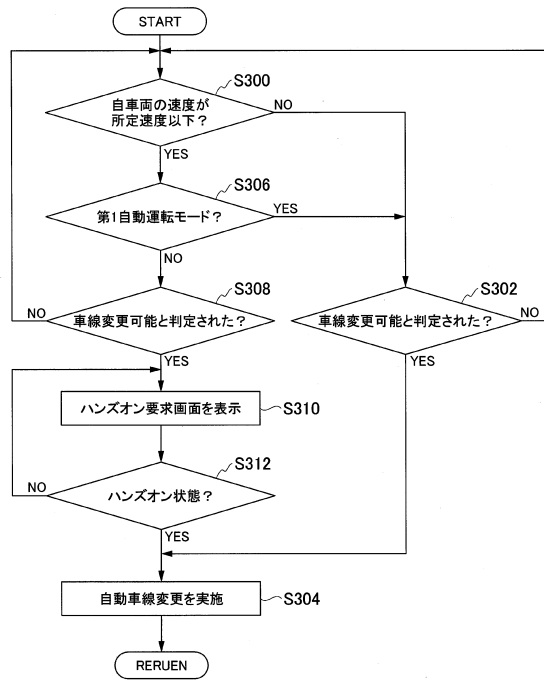 START
S300
自車両の速度が
所定速度以下？
NO
YES
S306
第1自動運転モード？
YES
NO
S308
車線変更可能と判定された？
NO
YES
S302
車線変更可能と判定された？
NO
YES
ハンズオン要求画面を表示
S310
S312
ハンズオン状態？
NO
YES
自動車線変更を実施
S304
RERUEN